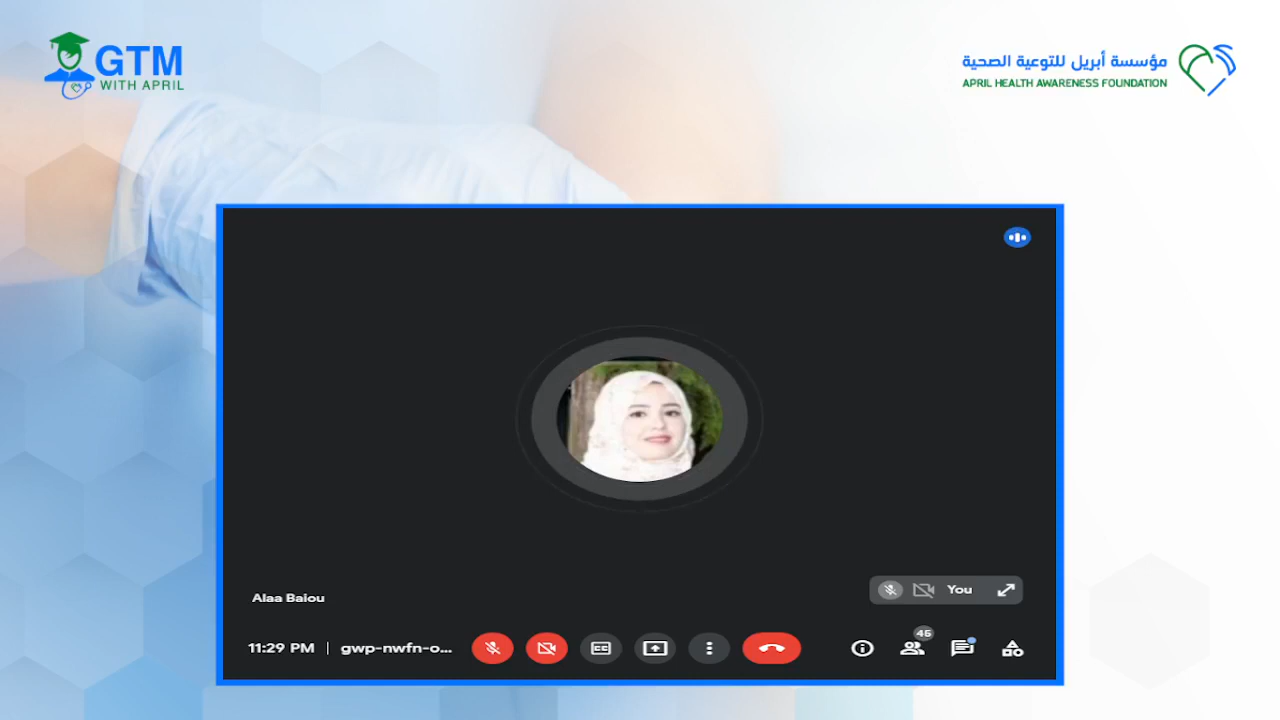 GTM
WITH APRIL
مؤسسة أبريل للتوعية الصحية
APRIL HEALTH AWARENESS FOUNDATION
Alaa Baiou
You
11:29 PM | gwp-nwfn-o...
CC
46